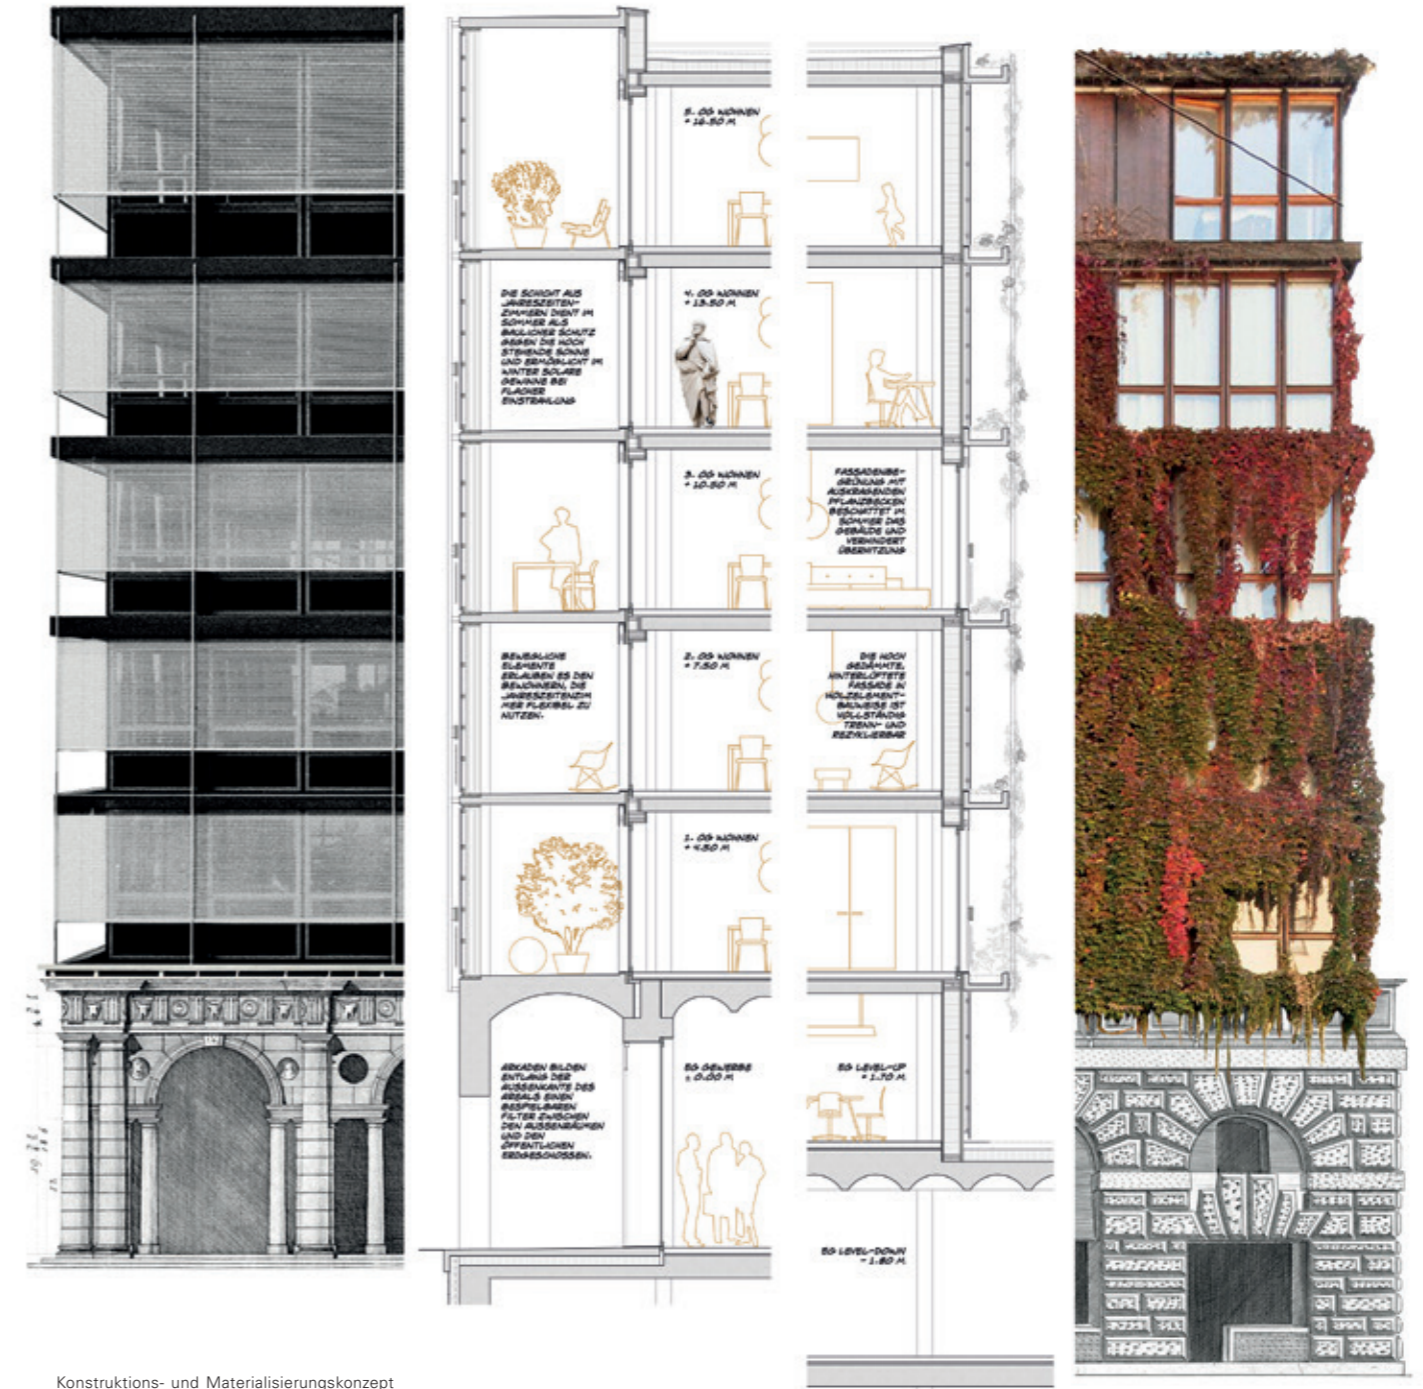 5. OG WOHNEN
+ 16.50 M
DIE SCHICHT AUS
JAHRESZEITEN-
ZIMMERN DIENT IM
SOMMER ALS
BAULICHER SCHUTZ
GEGEN DIE HOCH
STEHENDE SONNE
UND ERMÖGLICHT IM
WINTER SOLARE
GEWINNE BEI
FLACHER
EINSTRAHLUNG
4. OG WOHNEN
+ 13.50 M
3. OG WOHNEN
+ 10.50 M
FASSADENBE-
GRÜNUNG MIT
AUSKRAGENDEN
PFLANZBECKEN
BESCHATTET IM
SOMMER DAS
GEBÄUDE UND
VERHINDERT
ÜBERHITZUNG
BEWEGLICHE
ELEMENTE
ERLAUBEN ES DEN
BEWOHNERN, DIE
JAHRESZEITENZIM
MER FLEXIBEL ZU
NUTZEN.
2. OG WOHNEN
+ 7.50 M
DIE HOCH
GEDÄMMTE,
HINTERLÜFTETE
FASSADE IN
HOLZELEMENT-
BAUWEISE IST
VOLLSTÄNDIG
TRENN- UND
REZYKLIERBAR
1. OG WOHNEN
+ 4.50 M
ARKADEN BILDEN
ENTLANG DER
AUSSENKANTE DES
AREALS EINEN
BESPIELBAREN
FILTER ZWISCHEN
DEN AUSSENRÄUMEN
UND DEN
ÖFFENTLICHEN
ERDGESCHOSSEN.
EG GEWERBE
± 0.00 M
EG LEVEL-UP
+ 1.70 M
EG LEVEL-DOWN
- 1.80 M
Konstruktions- und Materialisierungskonzept